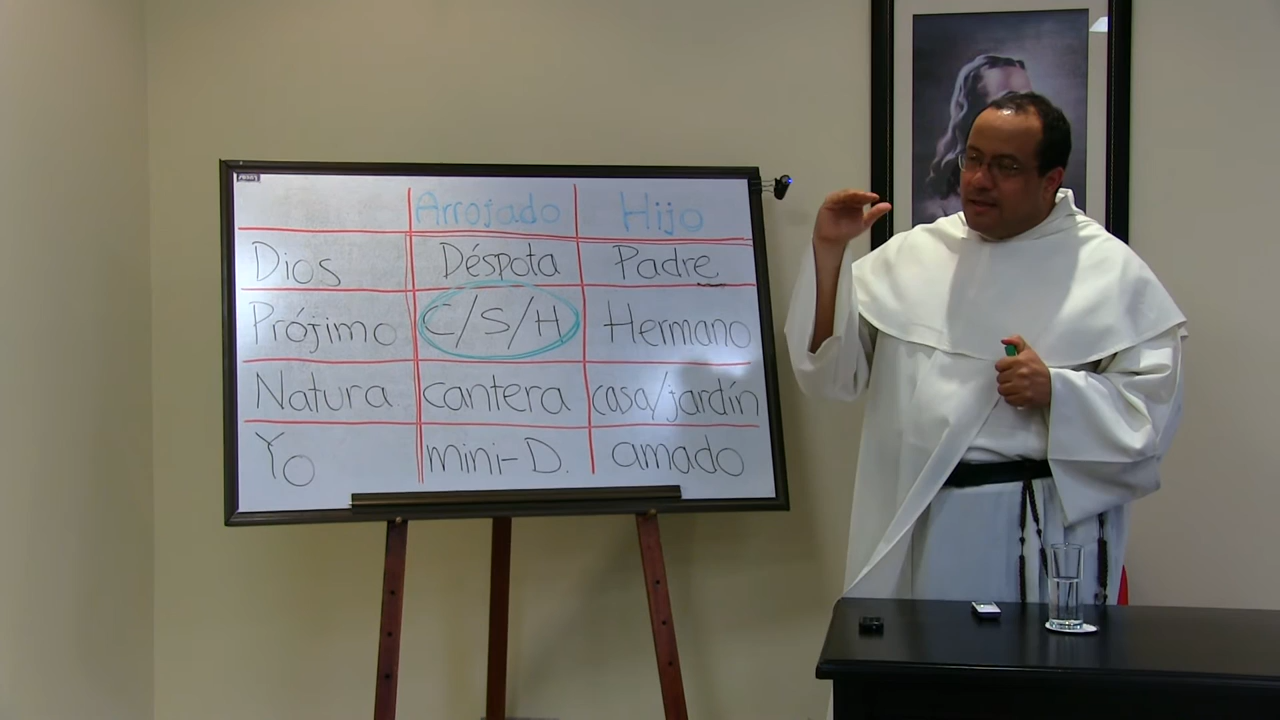 Arrojado Hijo
Dios Déspota Padre
Prójimo C/S/H Hermano
Natura cantera casa/jardín
Yo mini-D. amado